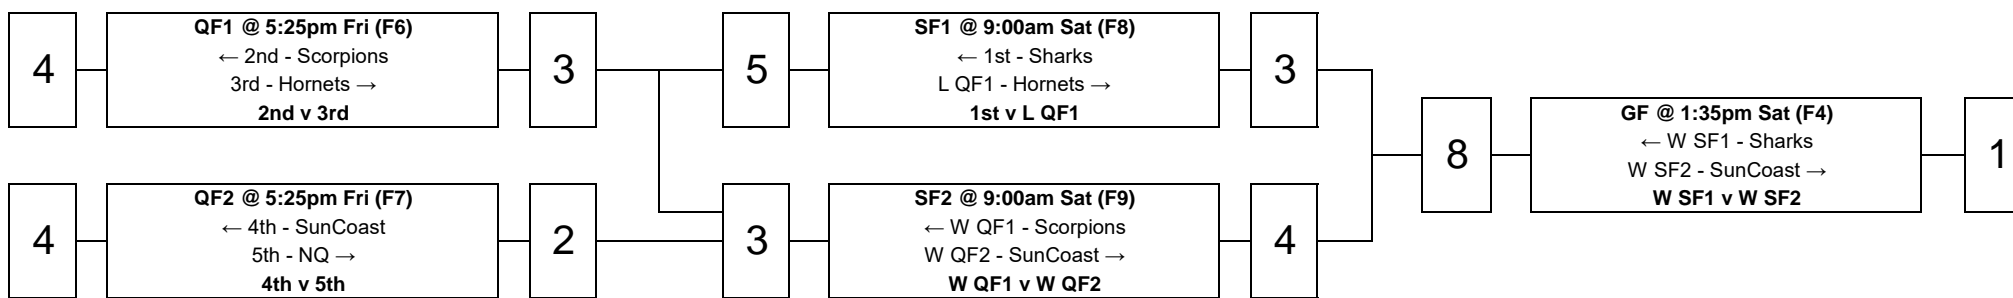 4
QF1 @ 5:25pm Fri (F6)
← 2nd - Scorpions
3rd - Hornets →
2nd v 3rd
3
5
SF1 @ 9:00am Sat (F8)
← 1st - Sharks
L QF1 - Hornets →
1st v L QF1
3
8
GF @ 1:35pm Sat (F4)
← W SF1 - Sharks
W SF2 - SunCoast →
W SF1 v W SF2
1
4
QF2 @ 5:25pm Fri (F7)
← 4th - SunCoast
5th - NQ →
4th v 5th
2
3
SF2 @ 9:00am Sat (F9)
← W QF1 - Scorpions
W QF2 - SunCoast →
W QF1 v W QF2
4